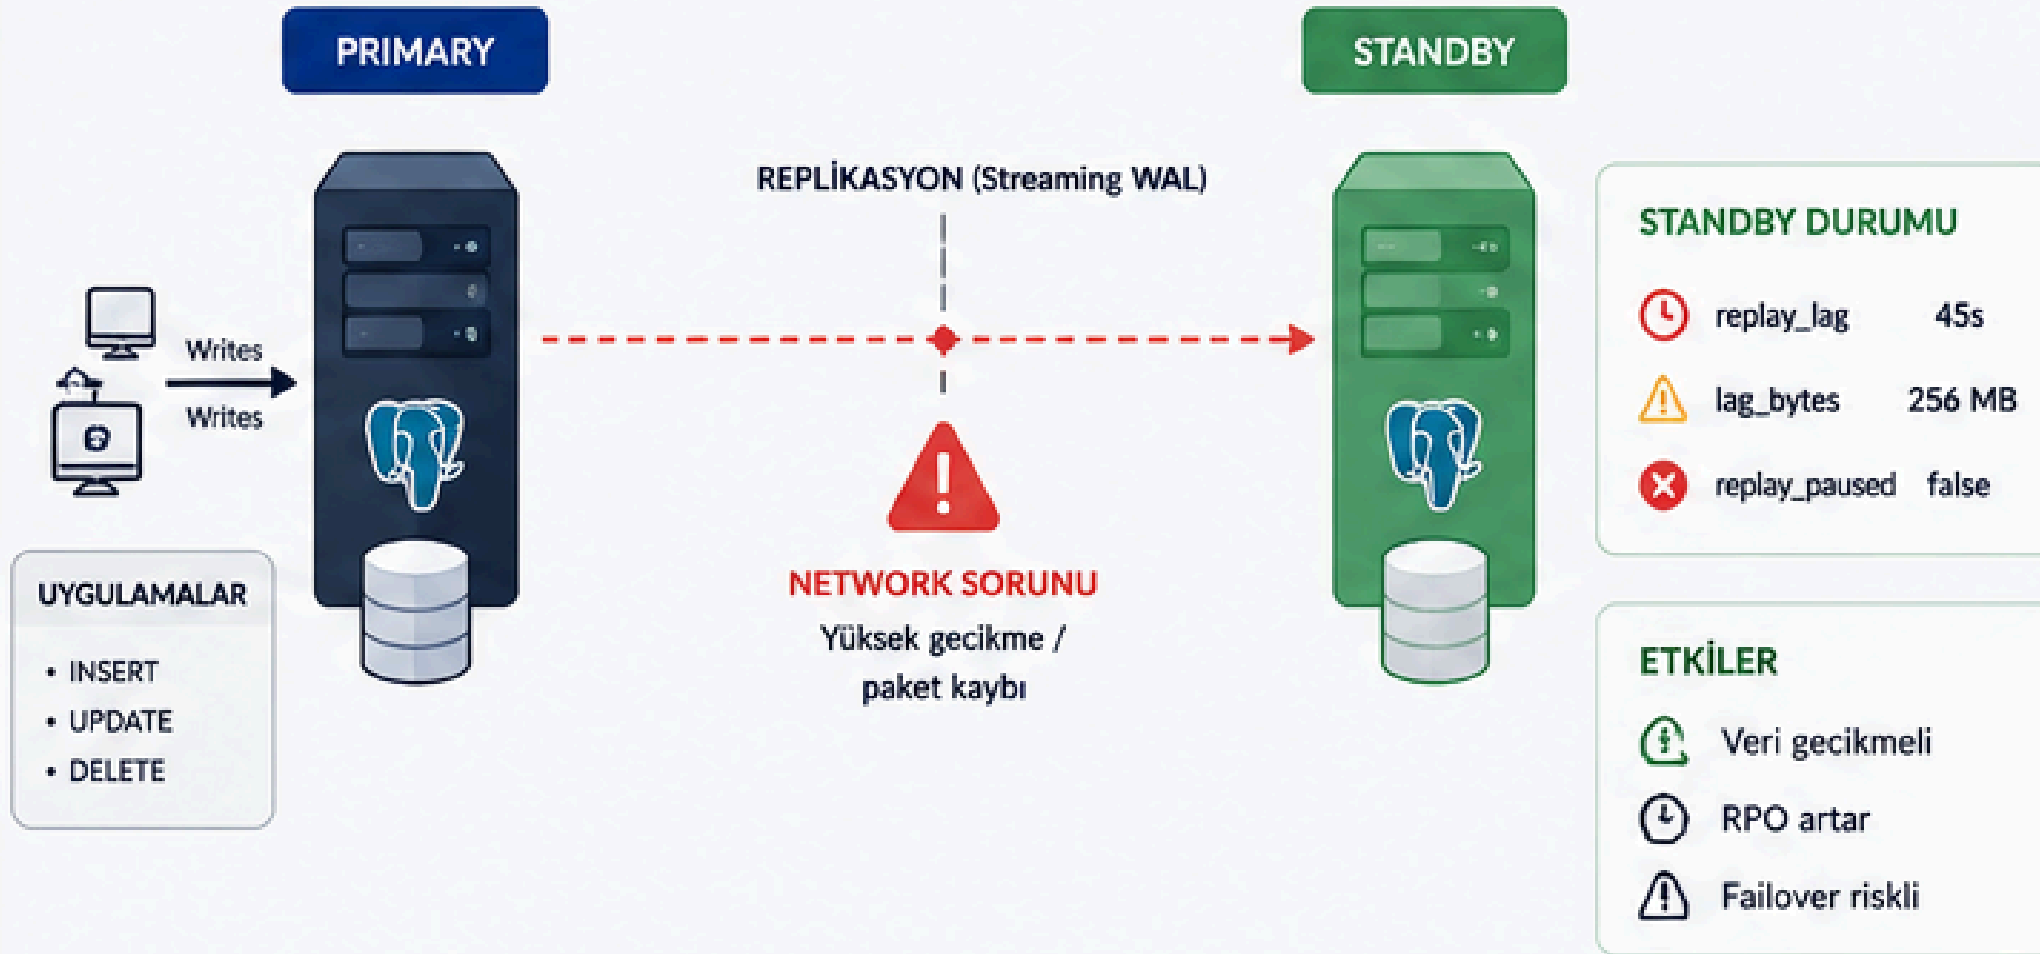 PRIMARY
STANDBY
REPLİKASYON (Streaming WAL)
Writes
Writes
UYGULAMALAR
• INSERT
• UPDATE
• DELETE
NETWORK SORUNU
Yüksek gecikme /
paket kaybı
STANDBY DURUMU
replay_lag 45s
lag_bytes 256 MB
replay_paused false
ETKİLER
Veri gecikmeli
RPO artar
Failover riskli